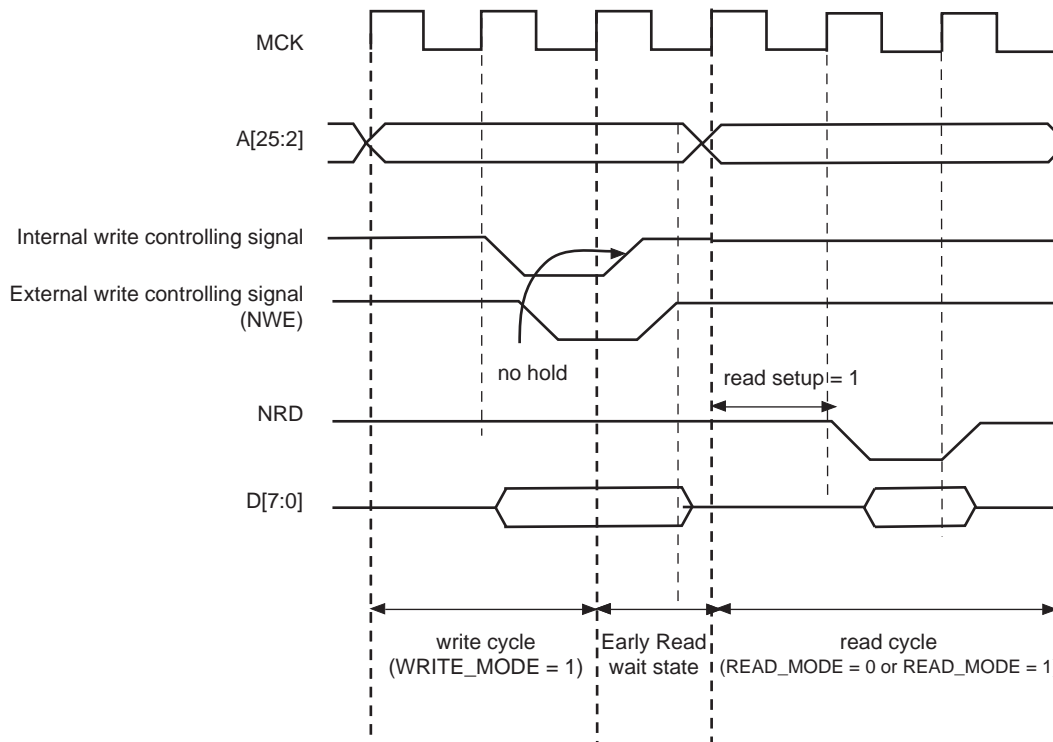 MCK
A[25:2]
Internal write controlling signal
External write controlling signal
(NWE)
no hold
read setup = 1
NRD
D[7:0]
write cycle
(WRITE_MODE = 1)
Early Read
wait state
read cycle
(READ_MODE = 0 or READ_MODE = 1